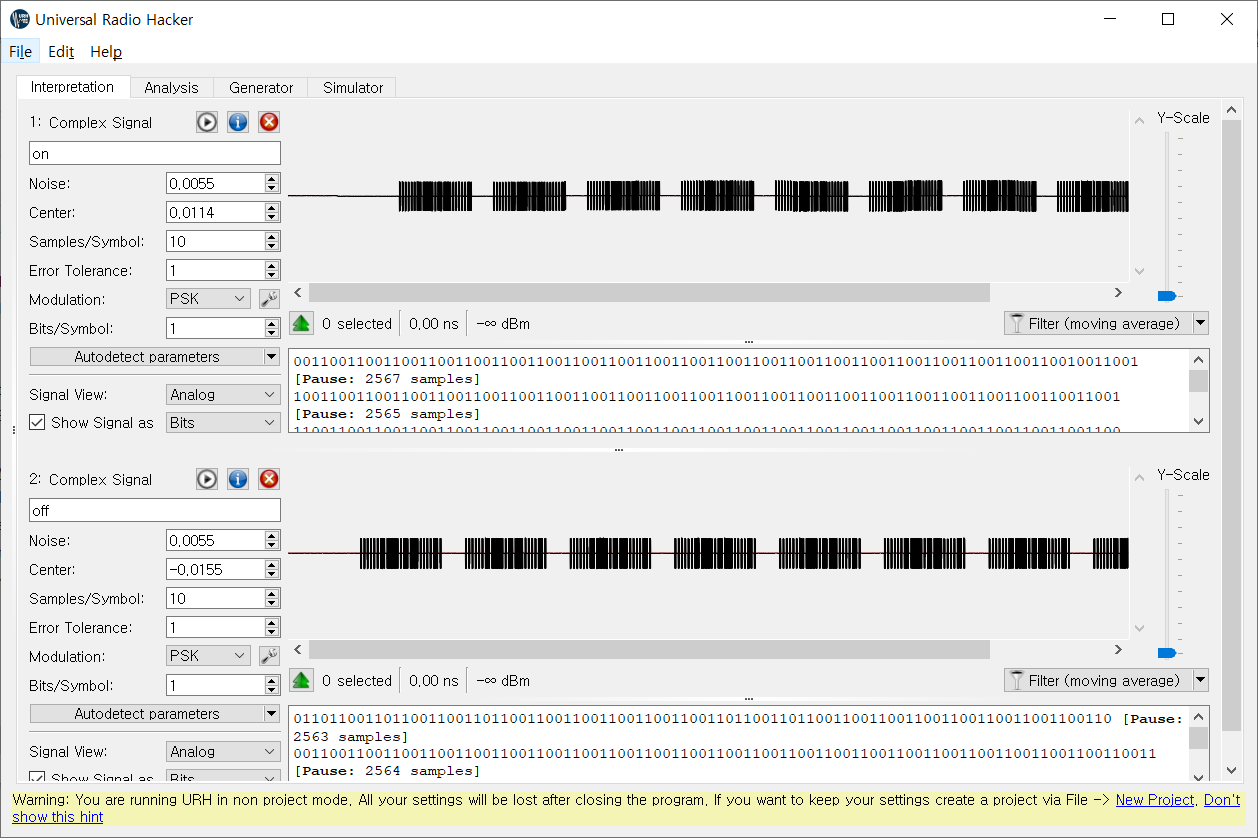 Universal Radio Hacker
File Edit Help
Interpretation Analysis Generator Simulator
1: Complex Signal
Y-Scale
on
Noise: 0,0055
Center: 0,0114
Samples/Symbol: 10
Error Tolerance: 1
Modulation: PSK
Bits/Symbol: 1
0 selected 0,00 ns -∞ dBm Filter (moving average)
Autodetect parameters
Signal View: Analog
Show Signal as Bits
0011001100110011001100110011001100110011001100110011001100110011001100110011001100110010011001
[Pause: 2567 samples]
10011001100110011001100110011001100110011001100110011001100110011001100110011001100110011001
[Pause: 2565 samples]
11001100110011001100110011001100110011001100110011001100110011001100110011001100110011001100
2: Complex Signal
Y-Scale
off
Noise: 0,0055
Center: -0,0155
Samples/Symbol: 10
Error Tolerance: 1
Modulation: PSK
Bits/Symbol: 1
0 selected 0,00 ns -∞ dBm Filter (moving average)
Autodetect parameters
Signal View: Analog
Show Signal as Bits
0110110011011001100110110011001100110011001100110011011001101100110011001100110011001100110 [Pause:
2563 samples]
001100110011001100110011001100110011001100110011001100110011001100110011001100110011001100110011
[Pause: 2564 samples]
Warning: You are running URH in non project mode. All your settings will be lost after closing the program. If you want to keep your settings create a project via File -> New Project. Don't
show this hint